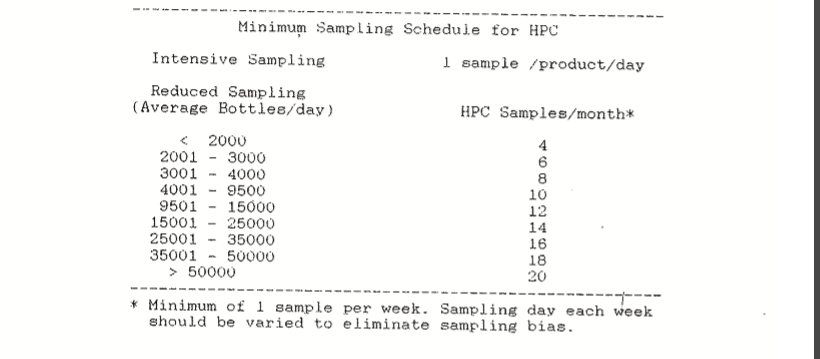 Minimum Sampling Schedule for HPC
Intensive Sampling 1 sample /product/day
Reduced Sampling
(Average Bottles/day) HPC Samples/month*
< 2000 4
2001 - 3000 6
3001 - 4000 8
4001 - 9500 10
9501 - 15000 12
15001 - 25000 14
25001 - 35000 16
35001 - 50000 18
> 50000 20
* Minimum of 1 sample per week. Sampling day each week
should be varied to eliminate sampling bias.